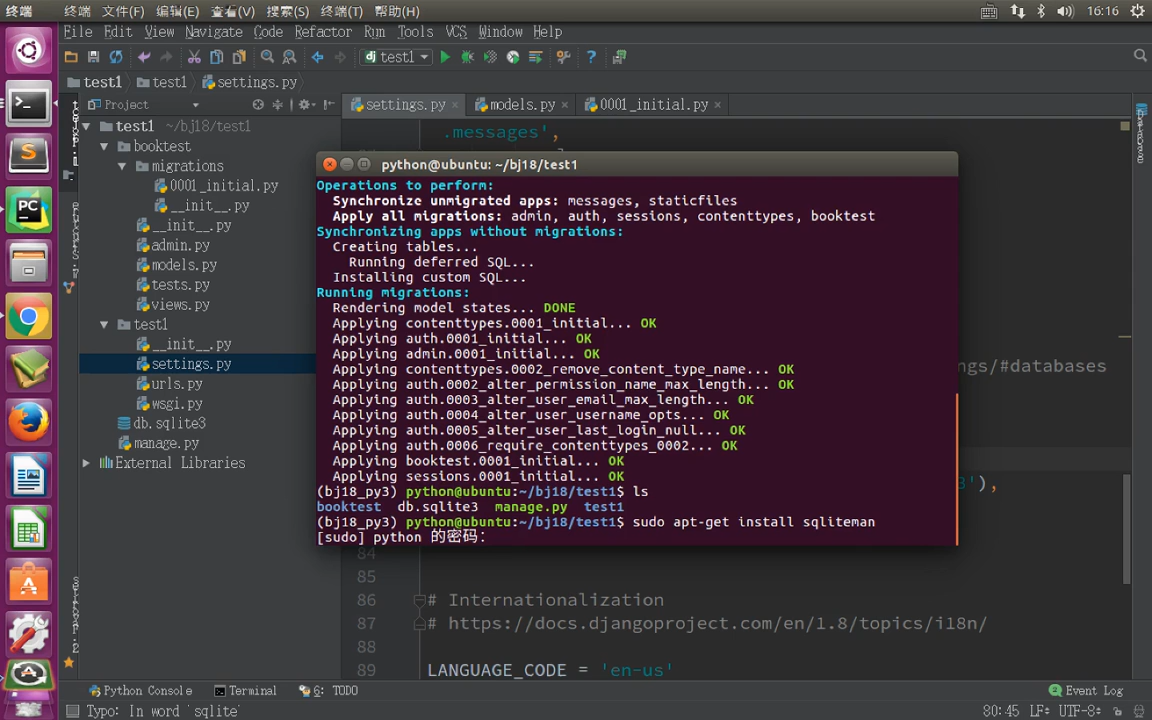 终端 终端 文件(F) 编辑(E) 查看(V) 搜索(S) 终端(T) 帮助(H) 16:16
File Edit View Navigate Code Refactor Run Tools VCS Window Help
test1
test1 test1 settings.py
Project
settings.py models.py 0001_initial.py
test1 ~/bj18/test1
booktest
migrations
0001_initial.py
__init__.py
__init__.py
admin.py
models.py
tests.py
views.py
test1
__init__.py
settings.py
urls.py
wsgi.py
db.sqlite3
manage.py
External Libraries
.messages',
python@ubuntu: ~/bj18/test1
Operations to perform:
Synchronize unmigrated apps: messages, staticfiles
Apply all migrations: admin, auth, sessions, contenttypes, booktest
Synchronizing apps without migrations:
Creating tables...
Running deferred SQL...
Installing custom SQL...
Running migrations:
Rendering model states... DONE
Applying contenttypes.0001_initial... OK
Applying auth.0001_initial... OK
Applying admin.0001_initial... OK
Applying contenttypes.0002_remove_content_type_name... OK
Applying auth.0002_alter_permission_name_max_length... OK
Applying auth.0003_alter_user_email_max_length... OK
Applying auth.0004_alter_user_username_opts... OK
Applying auth.0005_alter_user_last_login_null... OK
Applying auth.0006_require_contenttypes_0002... OK
Applying booktest.0001_initial... OK
Applying sessions.0001_initial... OK
(bj18_py3) python@ubuntu:~/bj18/test1$ ls
booktest db.sqlite3 manage.py test1
(bj18_py3) python@ubuntu:~/bj18/test1$ sudo apt-get install sqliteman
[sudo] python 的密码:
ngs/#databases
3'),
84
85
86 # Internationalization
87 # https://docs.djangoproject.com/en/1.8/topics/i18n/
88
89 LANGUAGE_CODE = 'en-us'
Python Console Terminal 6: TODO Event Log
Typo: In word 'sqlite' 80:45 LF÷ UTF-8÷